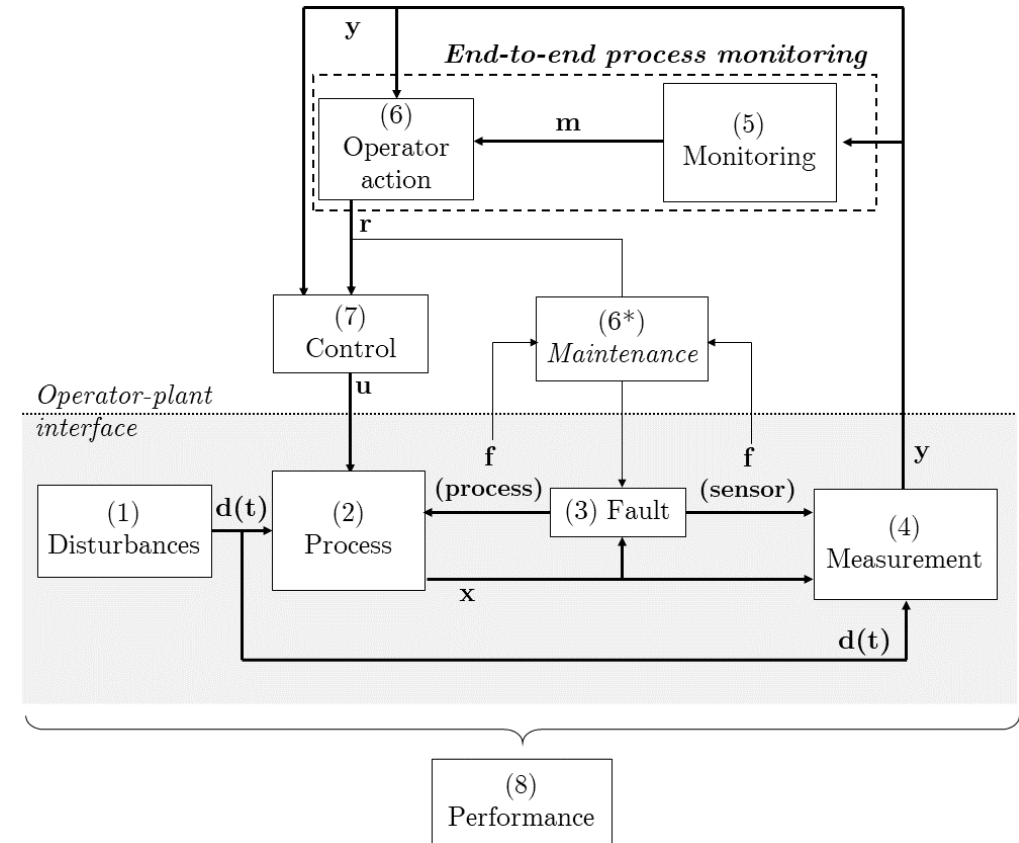 y
End-to-end process monitoring
(6)
Operator
action
m
(5)
Monitoring
r
(7)
Control
(6*)
Maintenance
u
Operator-plant
interface
f
(process)
f
(sensor)
y
(1)
Disturbances
d(t)
(2)
Process
(3) Fault
(4)
Measurement
x
d(t)
(8)
Performance